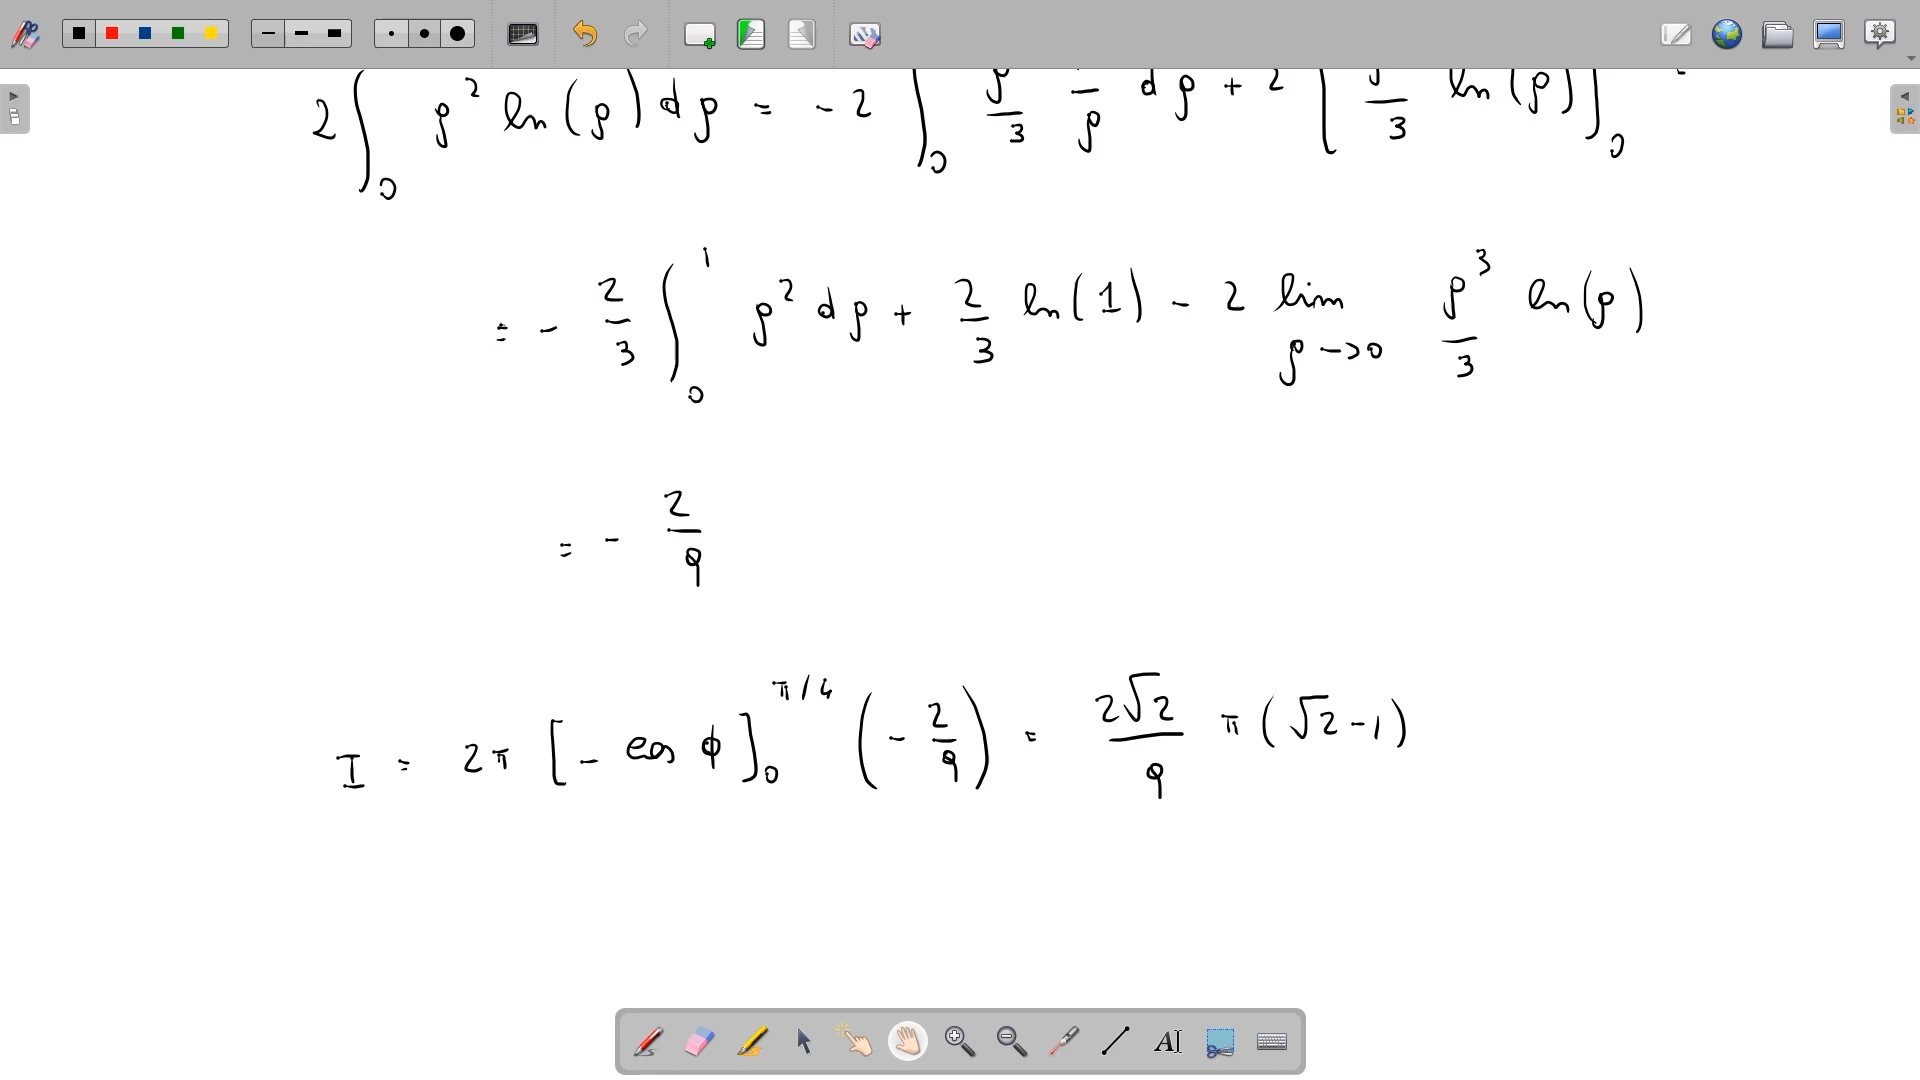 2∫₀ ρ² ln(ρ) dρ = -2 ∫₀ ρ/3 1/ρ dρ + 2 [ρ/3 ln(ρ)]₀
= - 2/3 ∫₀¹ ρ² dρ + 2/3 ln(1) - 2 lim ρ->0 ρ³/3 ln(ρ)
= - 2/9
I = 2π [- cos φ]₀^π/4 (- 2/9) = 2√2/9 π (√2-1)